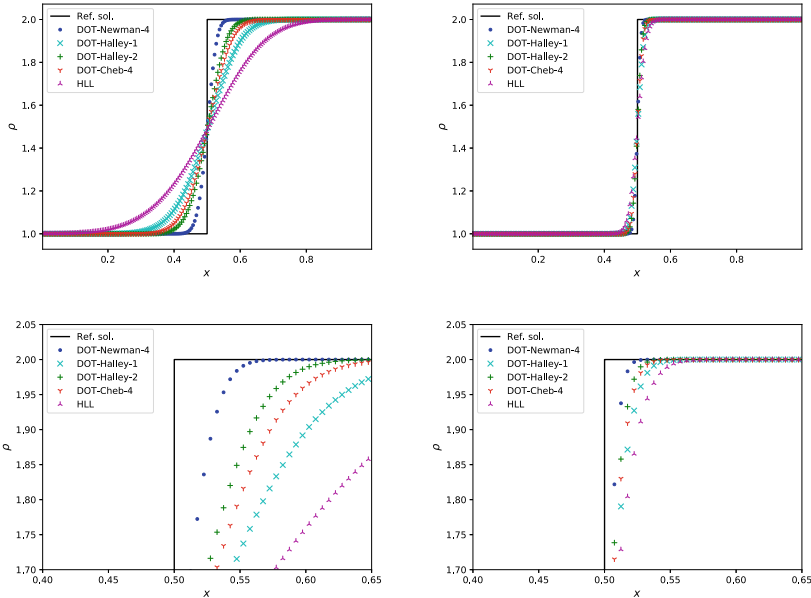 Ref. sol.
DOT-Newman-4
DOT-Halley-1
DOT-Halley-2
DOT-Cheb-4
HLL
2.0
1.8
1.6
1.4
1.2
1.0
ρ
0.2 0.4 0.6 0.8
x
Ref. sol.
DOT-Newman-4
DOT-Halley-1
DOT-Halley-2
DOT-Cheb-4
HLL
2.0
1.8
1.6
1.4
1.2
1.0
ρ
0.2 0.4 0.6 0.8
x
Ref. sol.
DOT-Newman-4
DOT-Halley-1
DOT-Halley-2
DOT-Cheb-4
HLL
2.05
2.00
1.95
1.90
1.85
1.80
1.75
1.70
ρ
0.40 0.45 0.50 0.55 0.60 0.65
x
Ref. sol.
DOT-Newman-4
DOT-Halley-1
DOT-Halley-2
DOT-Cheb-4
HLL
2.05
2.00
1.95
1.90
1.85
1.80
1.75
1.70
ρ
0.40 0.45 0.50 0.55 0.60 0.65
x